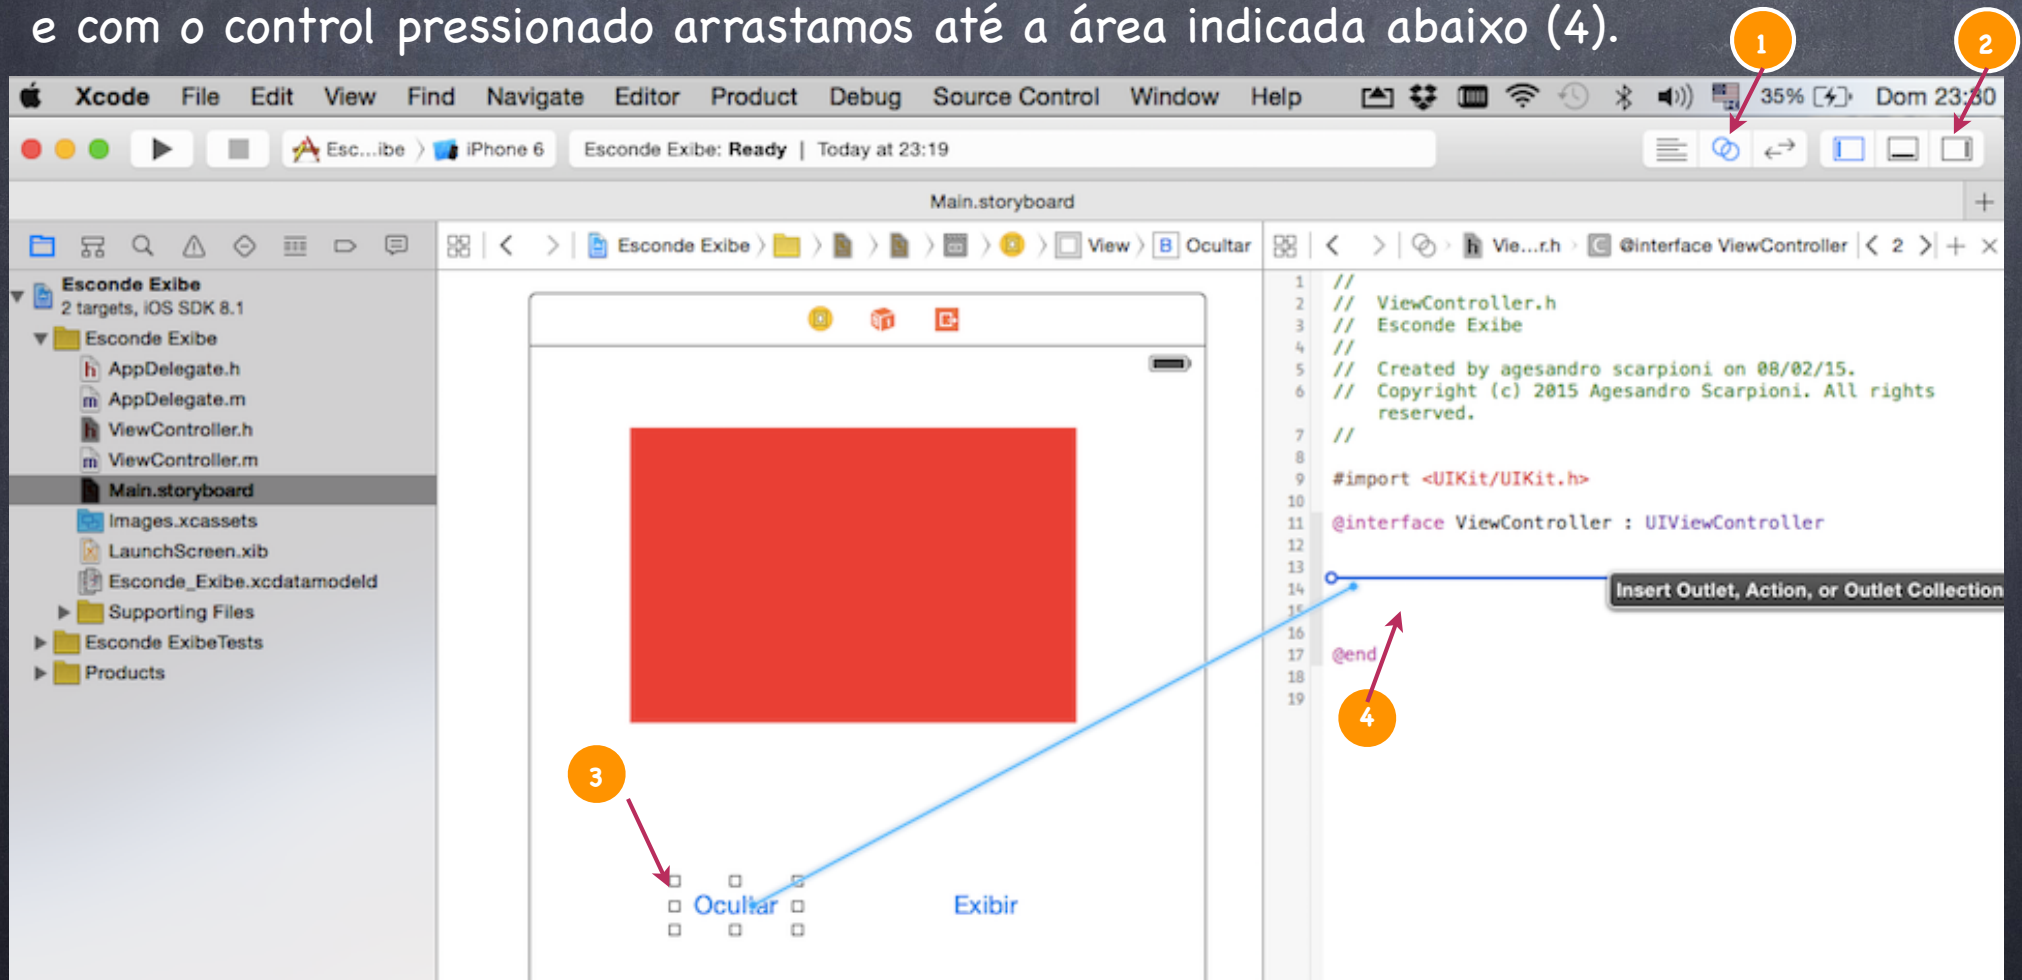 e com o control pressionado arrastamos até a área indicada abaixo (4).
1
2
Xcode File Edit View Find Navigate Editor Product Debug Source Control Window Help 35% Dom 23:30
Esc...ibe iPhone 6 Esconde Exibe: Ready | Today at 23:19
Main.storyboard
Esconde Exibe View B Ocultar
Vie...r.h @interface ViewController 2
Esconde Exibe
2 targets, iOS SDK 8.1
Esconde Exibe
AppDelegate.h
AppDelegate.m
ViewController.h
ViewController.m
Main.storyboard
Images.xcassets
LaunchScreen.xib
Esconde_Exibe.xcdatamodeld
Supporting Files
Esconde ExibeTests
Products
3
Ocultar
Exibir
1 //
2 // ViewController.h
3 // Esconde Exibe
4 //
5 // Created by agesandro scarpioni on 08/02/15.
6 // Copyright (c) 2015 Agesandro Scarpioni. All rights
reserved.
7 //
8
9 #import <UIKit/UIKit.h>
10
11 @interface ViewController : UIViewController
12
13
14 Insert Outlet, Action, or Outlet Collection
15
16
17 @end
18
19
4